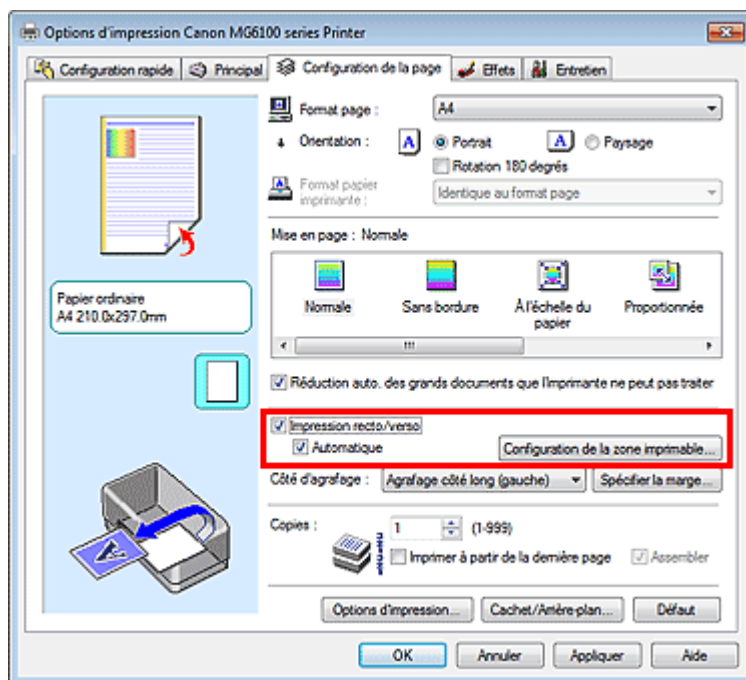 Options d'impression Canon MG6100 series Printer
Configuration rapide
Principal
Configuration de la page
Effets
Entretien
Format page :
A4
Orientation :
A
Portrait
A
Paysage
Rotation 180 degrés
Format papier
imprimante :
Identique au format page
Mise en page : Normale
Normale
Sans bordure
À l'échelle du
papier
Proportionnée
Papier ordinaire
A4 210.0x297.0mm
Réduction auto. des grands documents que l'imprimante ne peut pas traiter
Impression recto/verso
Automatique
Configuration de la zone imprimable...
Côté d'agrafage :
Agrafage côté long (gauche)
Spécifier la marge...
Copies :
1
(1-999)
Imprimer à partir de la dernière page
Assembler
Options d'impression...
Cachet/Arrière-plan...
Défaut
OK
Annuler
Appliquer
Aide